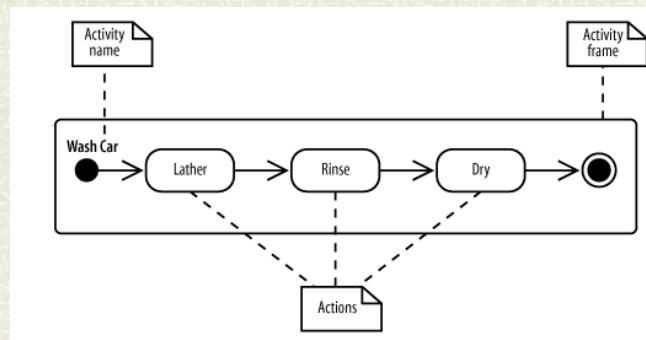 Activity
name
Activity
frame
Wash Car
Lather
Rinse
Dry
Actions